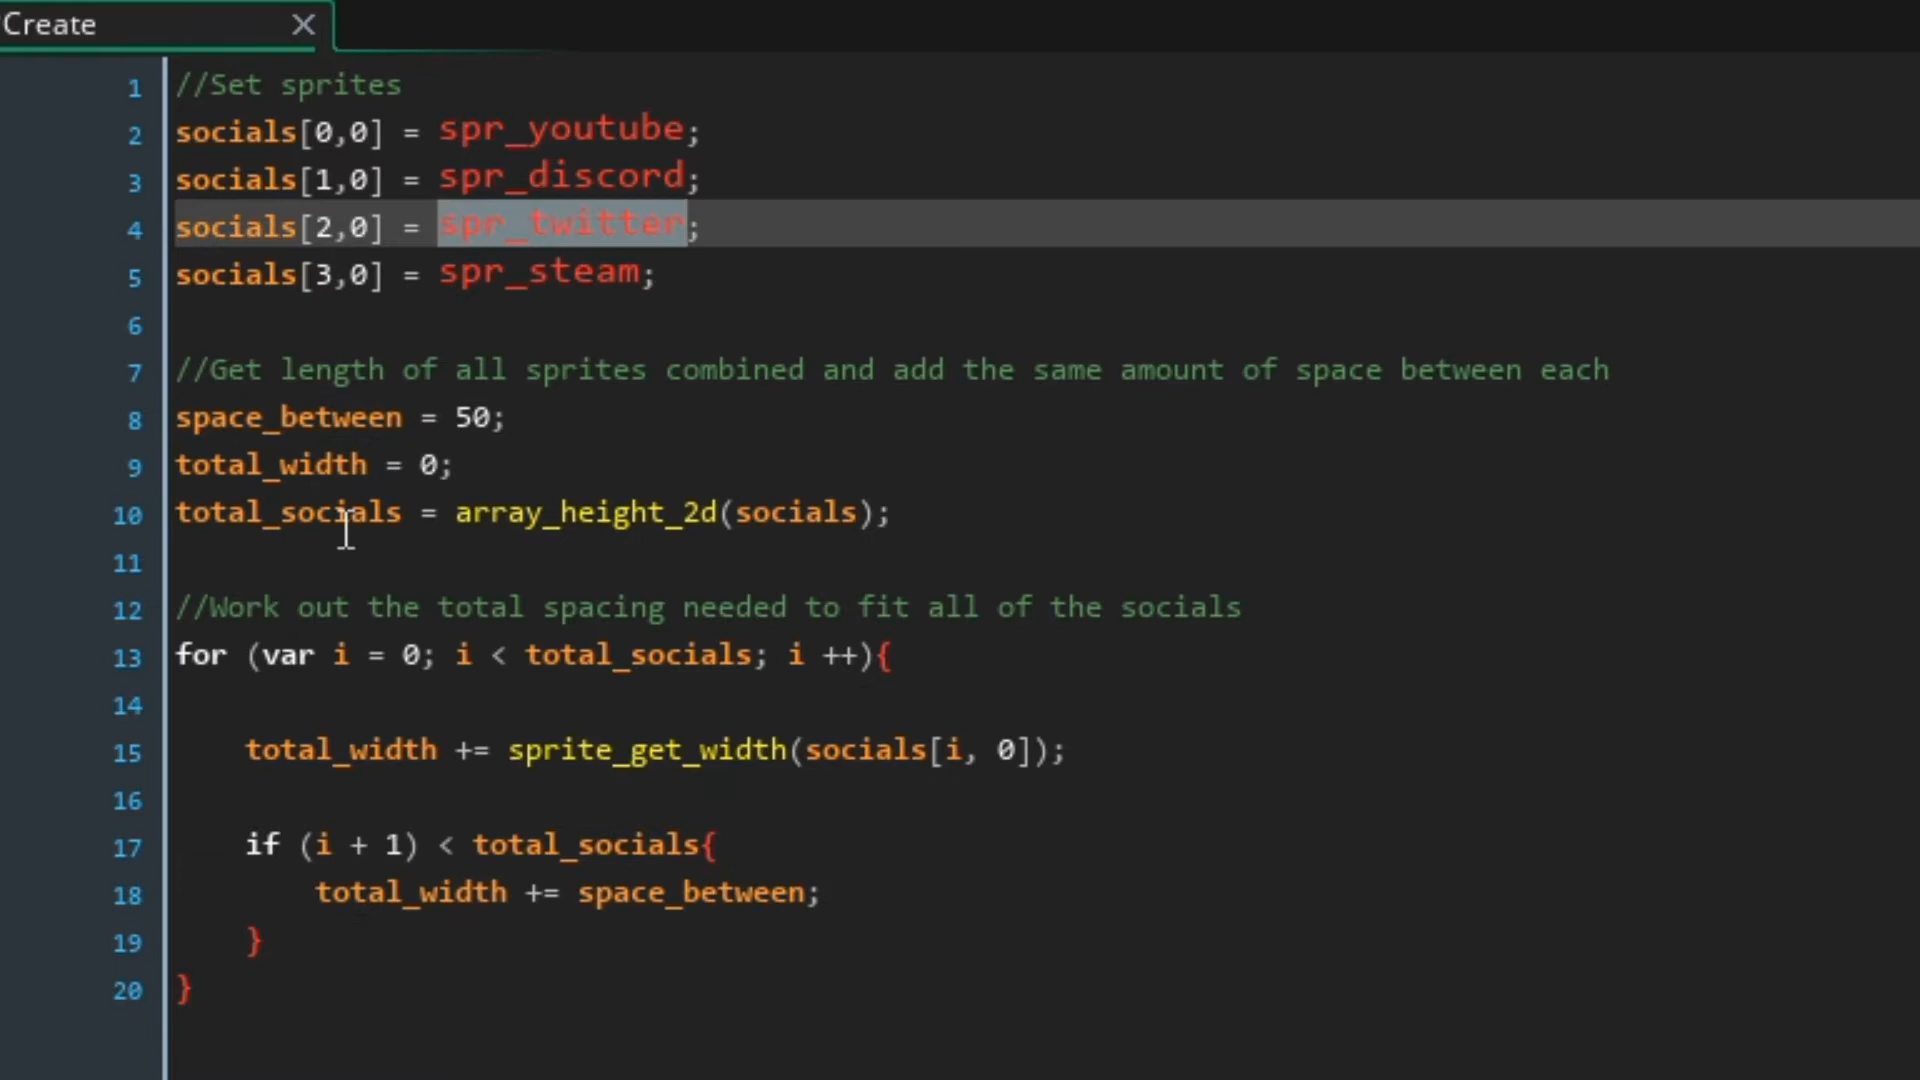 Create
1 //Set sprites
2 socials[0,0] = spr_youtube;
3 socials[1,0] = spr_discord;
4 socials[2,0] = spr_twitter;
5 socials[3,0] = spr_steam;
6
7 //Get length of all sprites combined and add the same amount of space between each
8 space_between = 50;
9 total_width = 0;
10 total_socials = array_height_2d(socials);
11
12 //Work out the total spacing needed to fit all of the socials
13 for (var i = 0; i < total_socials; i ++){
14
15 total_width += sprite_get_width(socials[i, 0]);
16
17 if (i + 1) < total_socials{
18 total_width += space_between;
19 }
20 }